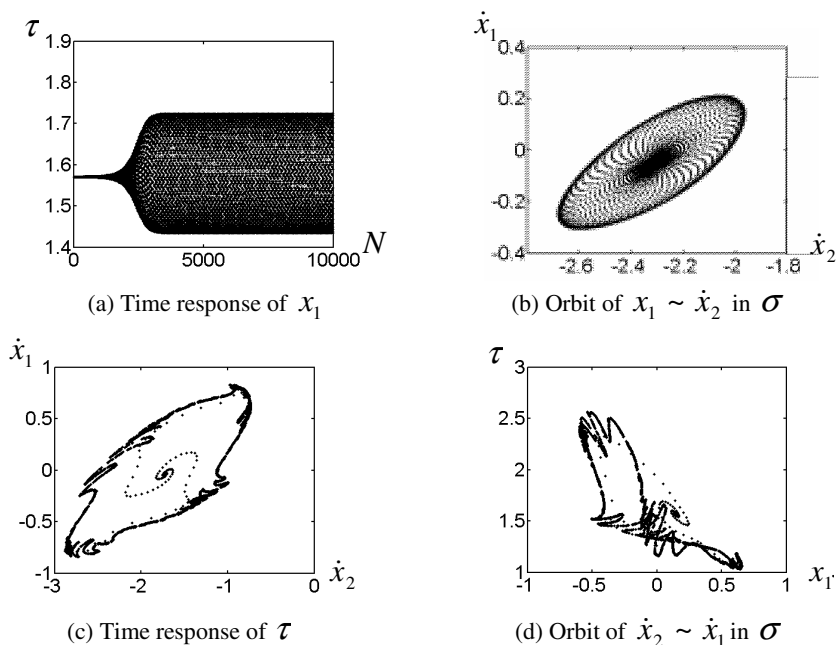 τ
1.9
1.8
1.7
1.6
1.5
1.4
0 5000 10000
N
(a) Time response of x₁
ẋ₁
0.4
0.2
0
-0.2
-0.4
-2.6 -2.4 -2.2 -2 -1.8
ẋ₂
(b) Orbit of x₁ ~ ẋ₂ in σ
ẋ₁
1
0.5
0
-0.5
-1
-3 -2 -1 0
ẋ₂
(c) Time response of τ
τ
3
2.5
2
1.5
1
-1 -0.5 0 0.5 1
x₁.
(d) Orbit of ẋ₂ ~ ẋ₁ in σ